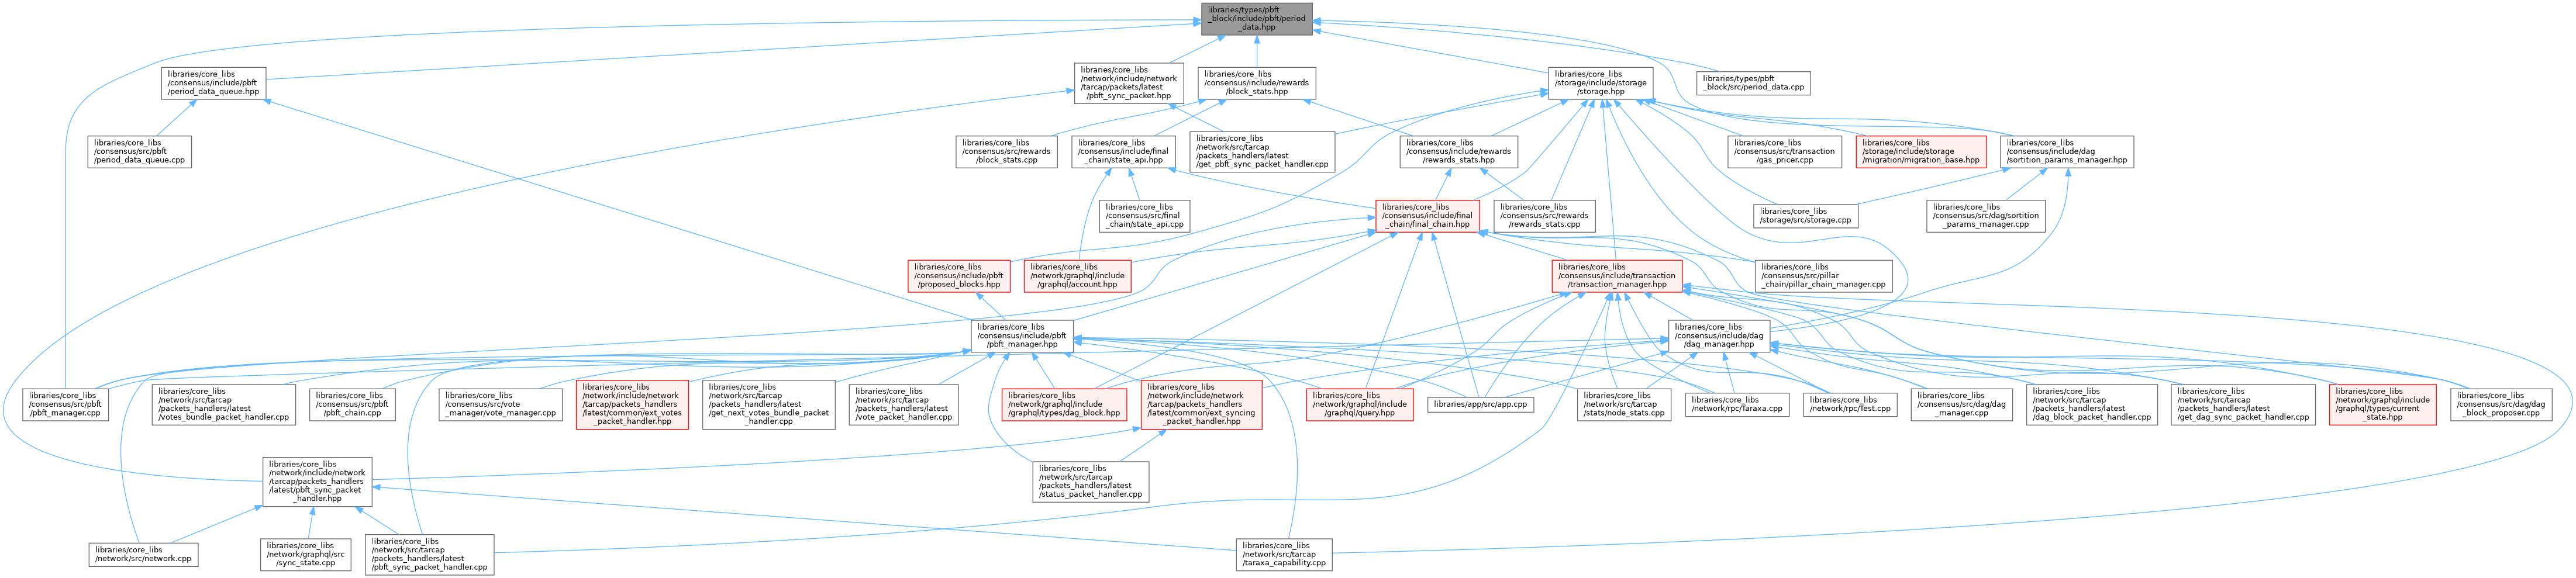 libraries/types/pbft
_block/include/pbft/period
_data.hpp
libraries/core_libs
/consensus/include/pbft
/period_data_queue.hpp
libraries/core_libs
/network/include/network
/tarcap/packets/latest
/pbft_sync_packet.hpp
libraries/core_libs
/consensus/include/rewards
/block_stats.hpp
libraries/core_libs
/storage/include/storage
/storage.hpp
libraries/types/pbft
_block/src/period_data.cpp
libraries/core_libs
/consensus/src/pbft
/period_data_queue.cpp
libraries/core_libs
/consensus/src/rewards
/block_stats.cpp
libraries/core_libs
/consensus/include/final
_chain/state_api.hpp
libraries/core_libs
/network/src/tarcap
/packets_handlers/latest
/get_pbft_sync_packet_handler.cpp
libraries/core_libs
/consensus/include/rewards
/rewards_stats.hpp
libraries/core_libs
/consensus/src/transaction
/gas_pricer.cpp
libraries/core_libs
/storage/include/storage
/migration/migration_base.hpp
libraries/core_libs
/consensus/include/dag
/sortition_params_manager.hpp
libraries/core_libs
/consensus/src/final
_chain/state_api.cpp
libraries/core_libs
/consensus/include/final
_chain/final_chain.hpp
libraries/core_libs
/consensus/src/rewards
/rewards_stats.cpp
libraries/core_libs
/storage/src/storage.cpp
libraries/core_libs
/consensus/src/dag/sortition
_params_manager.cpp
libraries/core_libs
/consensus/include/pbft
/proposed_blocks.hpp
libraries/core_libs
/network/graphql/include
/graphql/account.hpp
libraries/core_libs
/consensus/include/transaction
/transaction_manager.hpp
libraries/core_libs
/consensus/src/pillar
_chain/pillar_chain_manager.cpp
libraries/core_libs
/consensus/include/pbft
/pbft_manager.hpp
libraries/core_libs
/consensus/include/dag
/dag_manager.hpp
libraries/core_libs
/consensus/src/pbft
/pbft_manager.cpp
libraries/core_libs
/network/src/tarcap
/packets_handlers/latest
/votes_bundle_packet_handler.cpp
libraries/core_libs
/consensus/src/pbft
/pbft_chain.cpp
libraries/core_libs
/consensus/src/vote
_manager/vote_manager.cpp
libraries/core_libs
/network/include/network
/tarcap/packets_handlers
/latest/common/ext_votes
_packet_handler.hpp
libraries/core_libs
/network/src/tarcap
/packets_handlers/latest
/get_next_votes_bundle_packet
_handler.cpp
libraries/core_libs
/network/src/tarcap
/packets_handlers/latest
/vote_packet_handler.cpp
libraries/core_libs
/network/graphql/include
/graphql/types/dag_block.hpp
libraries/core_libs
/network/include/network
/tarcap/packets_handlers
/latest/common/ext_syncing
_packet_handler.hpp
libraries/core_libs
/network/graphql/include
/graphql/query.hpp
libraries/app/src/app.cpp
libraries/core_libs
/network/src/tarcap
/stats/node_stats.cpp
libraries/core_libs
/network/rpc/Taraxa.cpp
libraries/core_libs
/network/rpc/Test.cpp
libraries/core_libs
/consensus/src/dag/dag
_manager.cpp
libraries/core_libs
/network/src/tarcap
/packets_handlers/latest
/dag_block_packet_handler.cpp
libraries/core_libs
/network/src/tarcap
/packets_handlers/latest
/get_dag_sync_packet_handler.cpp
libraries/core_libs
/network/graphql/include
/graphql/types/current
_state.hpp
libraries/core_libs
/consensus/src/dag/dag
_block_proposer.cpp
libraries/core_libs
/network/include/network
/tarcap/packets_handlers
/latest/pbft_sync_packet
_handler.hpp
libraries/core_libs
/network/src/tarcap
/packets_handlers/latest
/status_packet_handler.cpp
libraries/core_libs
/network/src/network.cpp
libraries/core_libs
/network/graphql/src
/sync_state.cpp
libraries/core_libs
/network/src/tarcap
/packets_handlers/latest
/pbft_sync_packet_handler.cpp
libraries/core_libs
/network/src/tarcap
/taraxa_capability.cpp